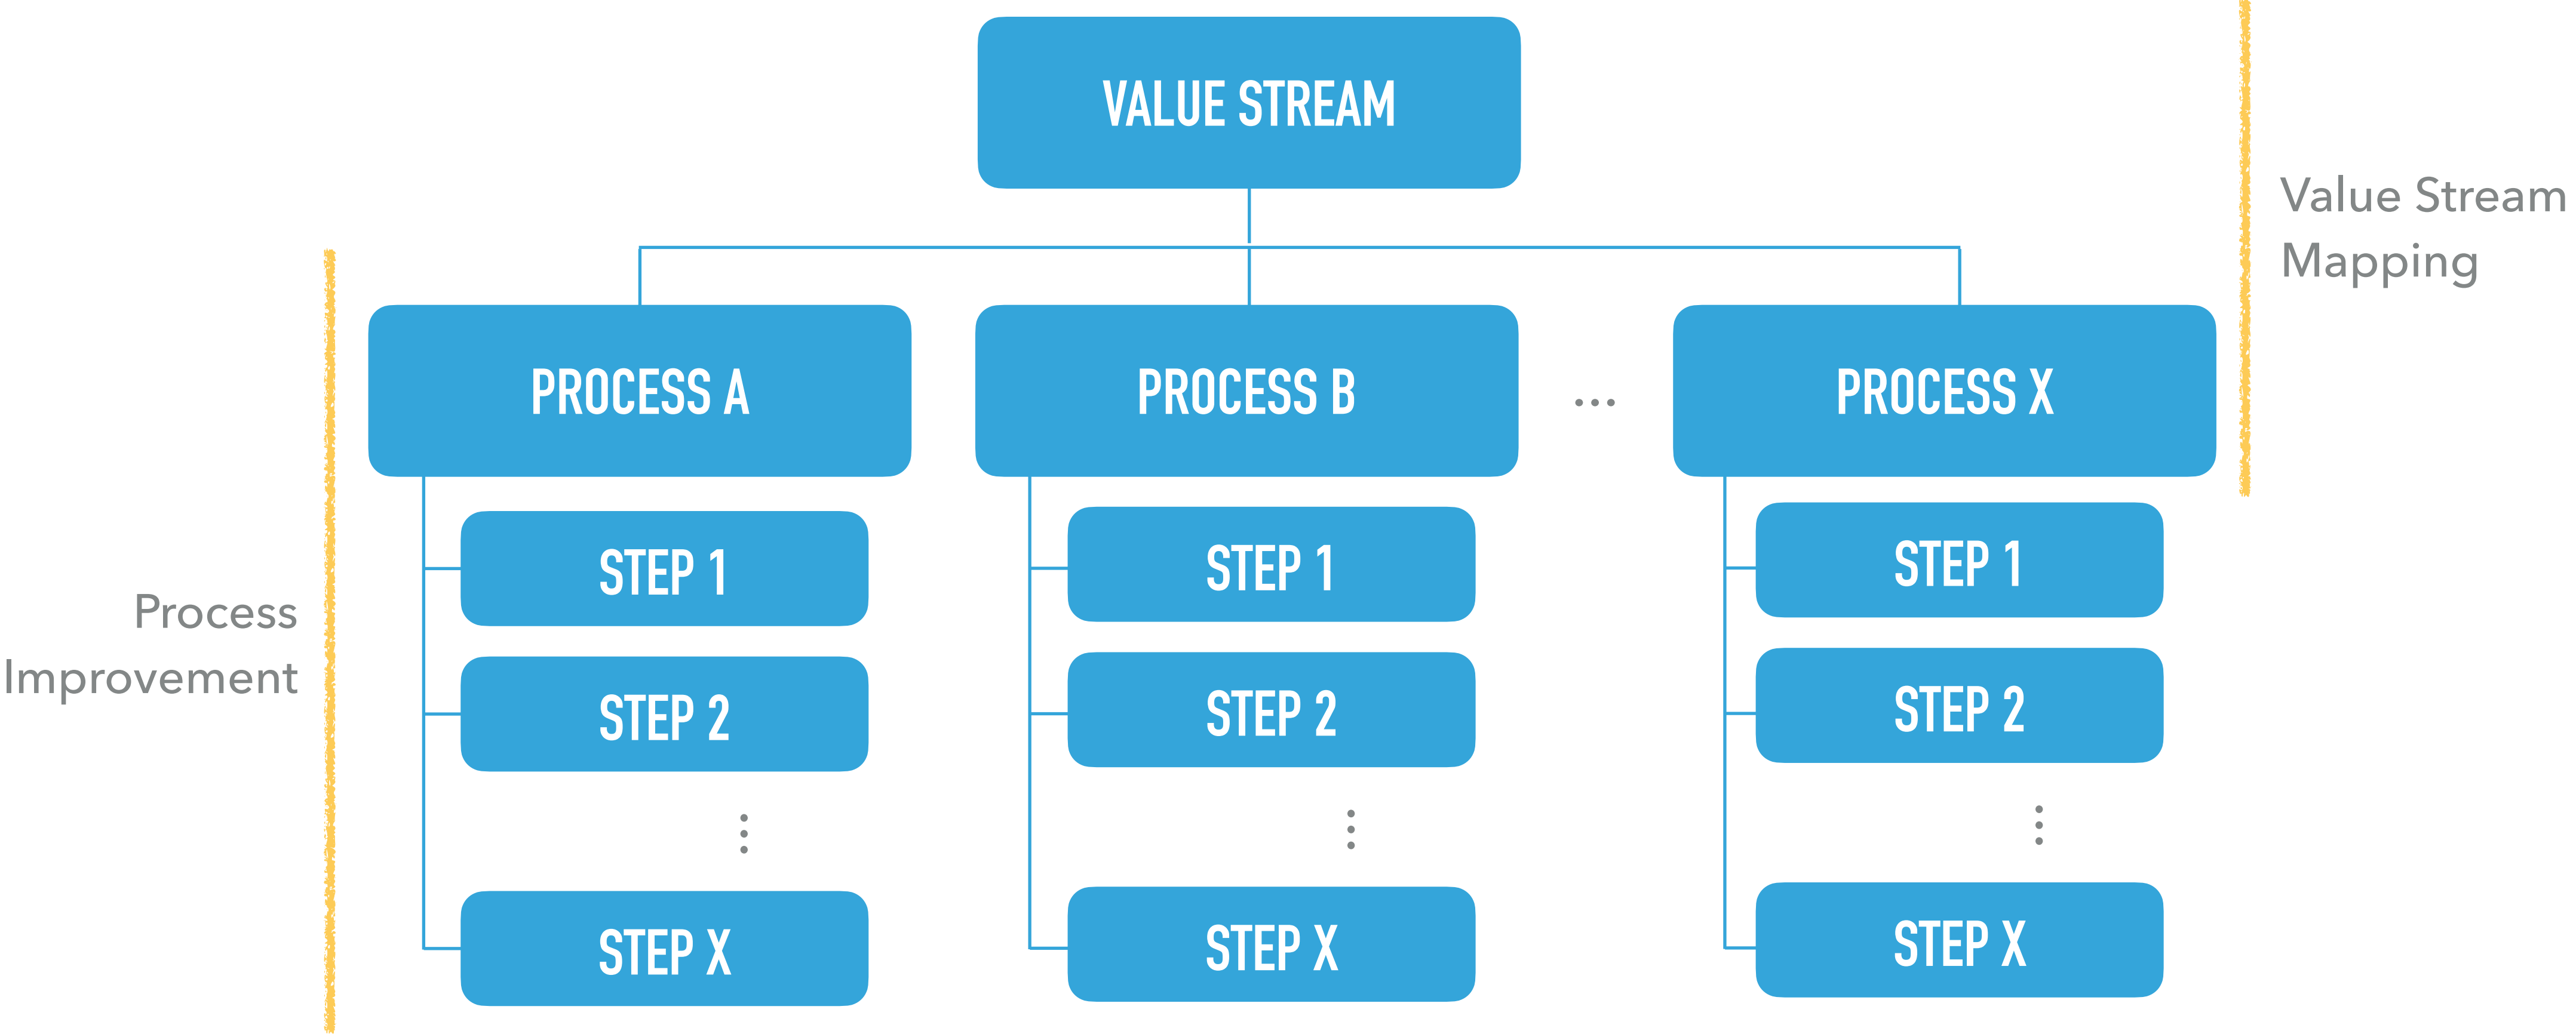 VALUE STREAM
Value Stream
Mapping
PROCESS A
PROCESS B
...
PROCESS X
Process
Improvement
STEP 1
STEP 2
...
STEP X
STEP 1
STEP 2
...
STEP X
STEP 1
STEP 2
...
STEP X